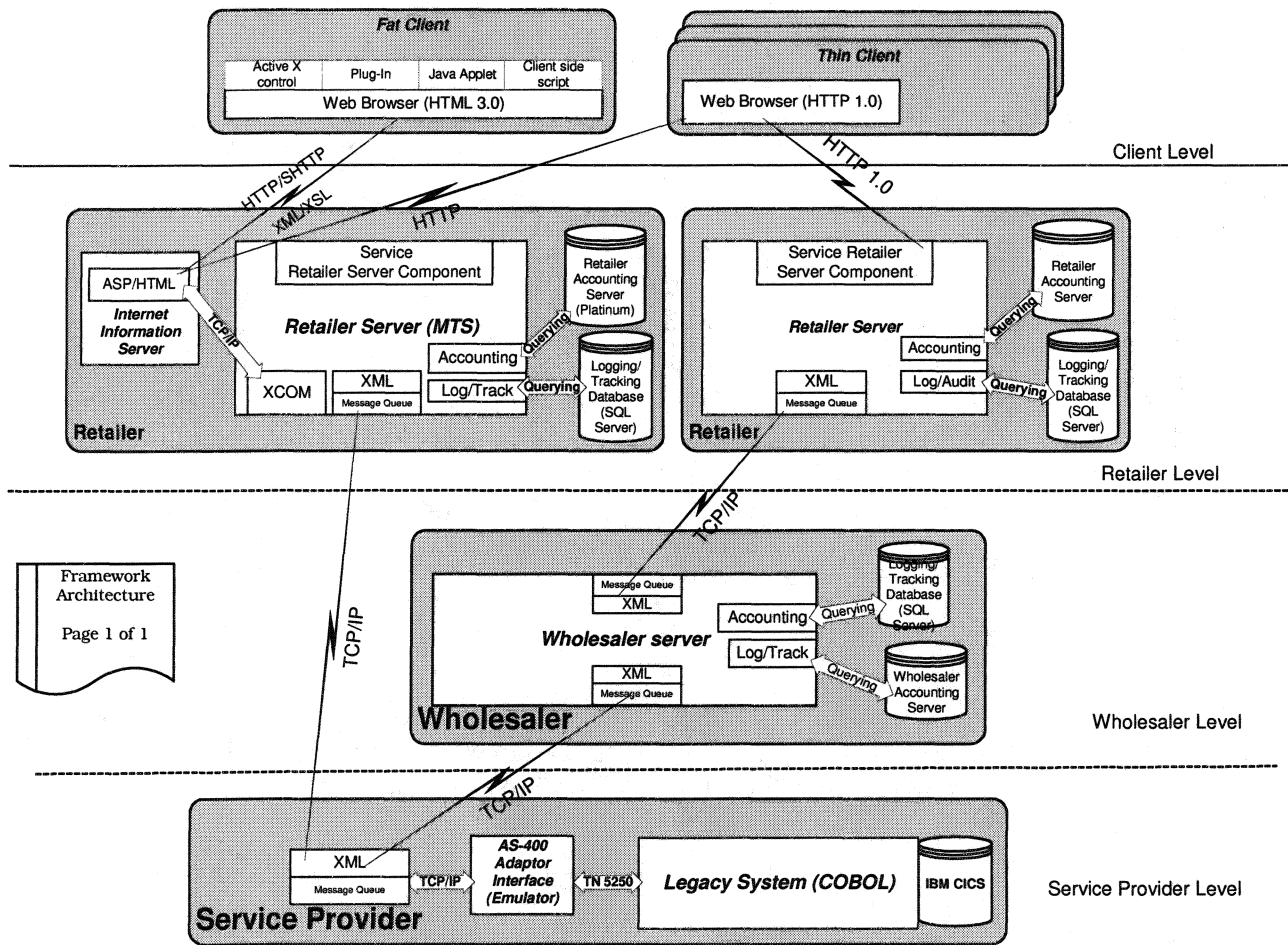 Fat Client
Active X
control
Plug-In
Java Applet
Client side
script
Web Browser (HTML 3.0)
Thin Client
Web Browser (HTTP 1.0)
Client Level
HTTP/SHTTP
XML/XSL
HTTP
HTTP 1.0
ASP/HTML
Internet
Information
Server
TCP/IP
Service
Retailer Server Component
Retailer Server (MTS)
XCOM
XML
Message Queue
Accounting
Log/Track
Querying
Querying
Retailer
Accounting
Server
(Platinum)
Logging/
Tracking
Database
(SQL
Server)
Retailer
Service Retailer
Server Component
Retailer Server
Accounting
Log/Audit
XML
Message Queue
Querying
Querying
Retailer
Accounting
Server
Logging/
Tracking
Database
(SQL
Server)
Retailer
Retailer Level
TCP/IP
TCP/IP
Framework
Architecture
Page 1 of 1
Message Queue
XML
Wholesaler server
XML
Message Queue
Accounting
Log/Track
Querying
Querying
Logging/
Tracking
Database
(SQL
Server)
Wholesaler
Accounting
Server
Wholesaler
Wholesaler Level
TCP/IP
XML
Message Queue
TCP/IP
AS-400
Adaptor
Interface
(Emulator)
TN 5250
Legacy System (COBOL)
IBM CICS
Service Provider
Service Provider Level